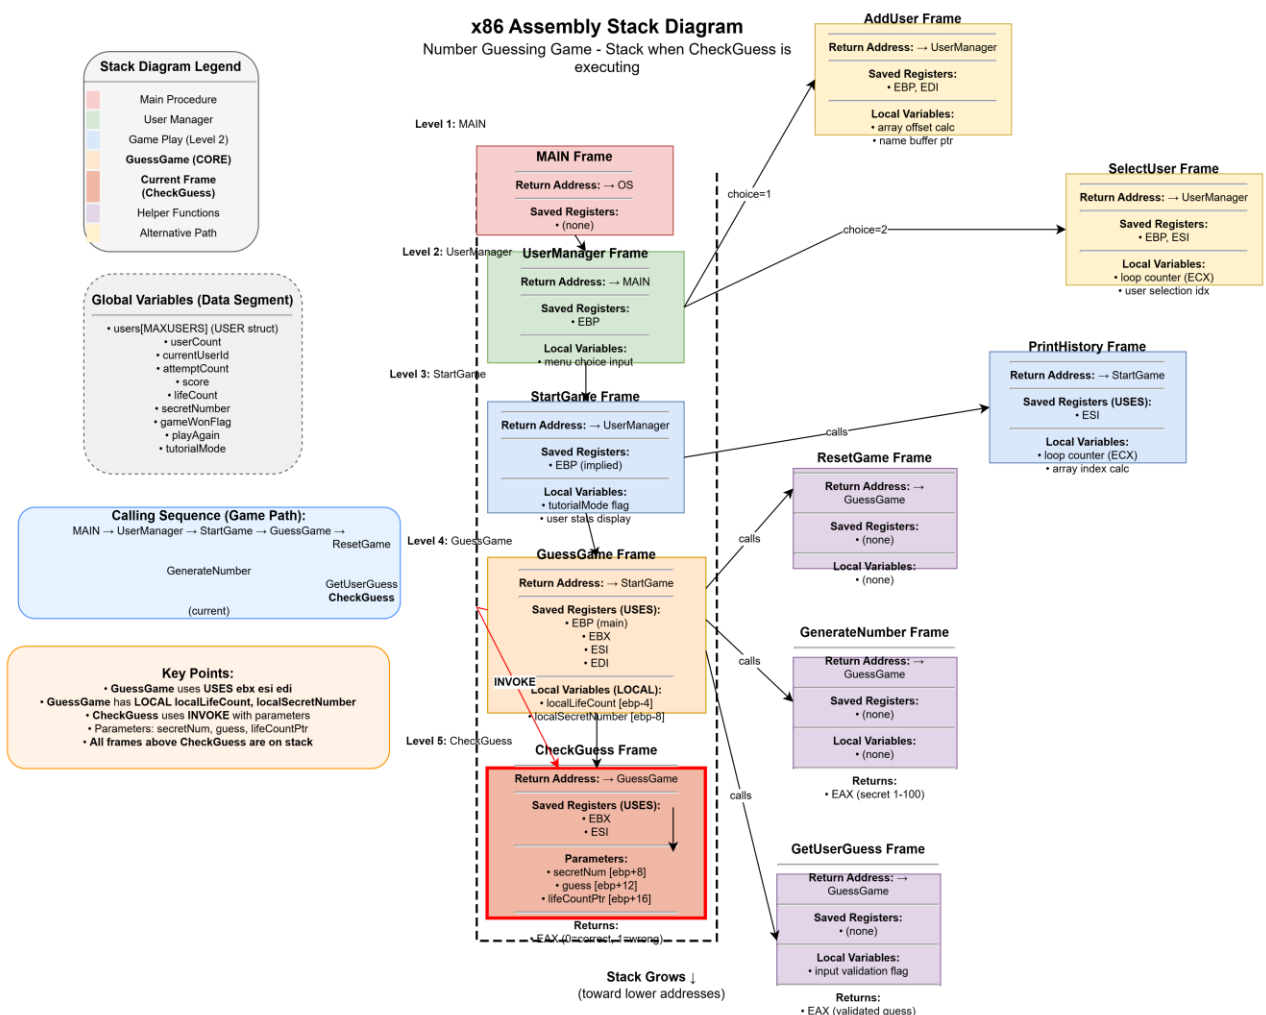 x86 Assembly Stack Diagram
Number Guessing Game - Stack when CheckGuess is
executing
Stack Diagram Legend
Main Procedure
User Manager
Game Play (Level 2)
GuessGame (CORE)
Current Frame
(CheckGuess)
Helper Functions
Alternative Path
Global Variables (Data Segment)
• users[MAXUSERS] (USER struct)
• userCount
• currentUserId
• attemptCount
• score
• lifeCount
• secretNumber
• gameWonFlag
• playAgain
• tutorialMode
Calling Sequence (Game Path):
MAIN → UserManager → StartGame → GuessGame →
ResetGame
GenerateNumber
GetUserGuess
CheckGuess
(current)
Key Points:
• GuessGame uses USES ebx esi edi
• GuessGame has LOCAL localLifeCount, localSecretNumber
• CheckGuess uses INVOKE with parameters
• Parameters: secretNum, guess, lifeCountPtr
• All frames above CheckGuess are on stack
Level 1: MAIN
MAIN Frame
Return Address: → OS
Saved Registers:
• (none)
Level 2: UserManager
UserManager Frame
Return Address: → MAIN
Saved Registers:
• EBP
Local Variables:
• menu choice input
Level 3: StartGame
StartGame Frame
Return Address: → UserManager
Saved Registers:
• EBP (implied)
Local Variables:
• tutorialMode flag
• user stats display
Level 4: GuessGame
GuessGame Frame
Return Address: → StartGame
Saved Registers (USES):
• EBP (main)
• EBX
• ESI
• EDI
INVOKE
Local Variables (LOCAL):
• localLifeCount [ebp-4]
• localSecretNumber [ebp-8]
Level 5: CheckGuess
CheckGuess Frame
Return Address: → GuessGame
Saved Registers (USES):
• EBX
• ESI
Parameters:
• secretNum [ebp+8]
• guess [ebp+12]
• lifeCountPtr [ebp+16]
Returns:
• EAX (0=correct, 1=wrong)
Stack Grows ↓
(toward lower addresses)
AddUser Frame
Return Address: → UserManager
Saved Registers:
• EBP, EDI
Local Variables:
• array offset calc
• name buffer ptr
choice=1
choice=2
SelectUser Frame
Return Address: → UserManager
Saved Registers:
• EBP, ESI
Local Variables:
• loop counter (ECX)
• user selection idx
calls
PrintHistory Frame
Return Address: → StartGame
Saved Registers (USES):
• ESI
Local Variables:
• loop counter (ECX)
• array index calc
calls
ResetGame Frame
Return Address: →
GuessGame
Saved Registers:
• (none)
Local Variables:
• (none)
calls
GenerateNumber Frame
Return Address: →
GuessGame
Saved Registers:
• (none)
Local Variables:
• (none)
Returns:
• EAX (secret 1-100)
calls
GetUserGuess Frame
Return Address: →
GuessGame
Saved Registers:
• (none)
Local Variables:
• input validation flag
Returns:
• EAX (validated guess)